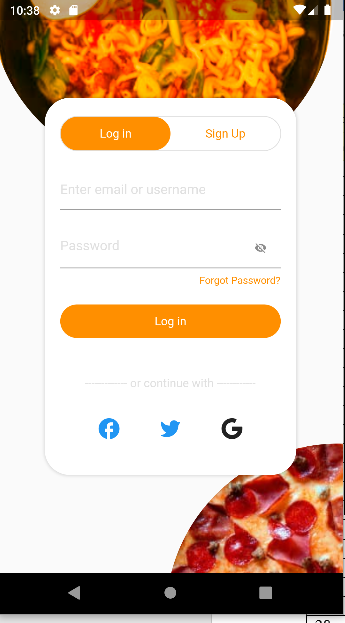 10:38
Log in
Sign Up
Enter email or username
Password
Forgot Password?
Log in
or continue with